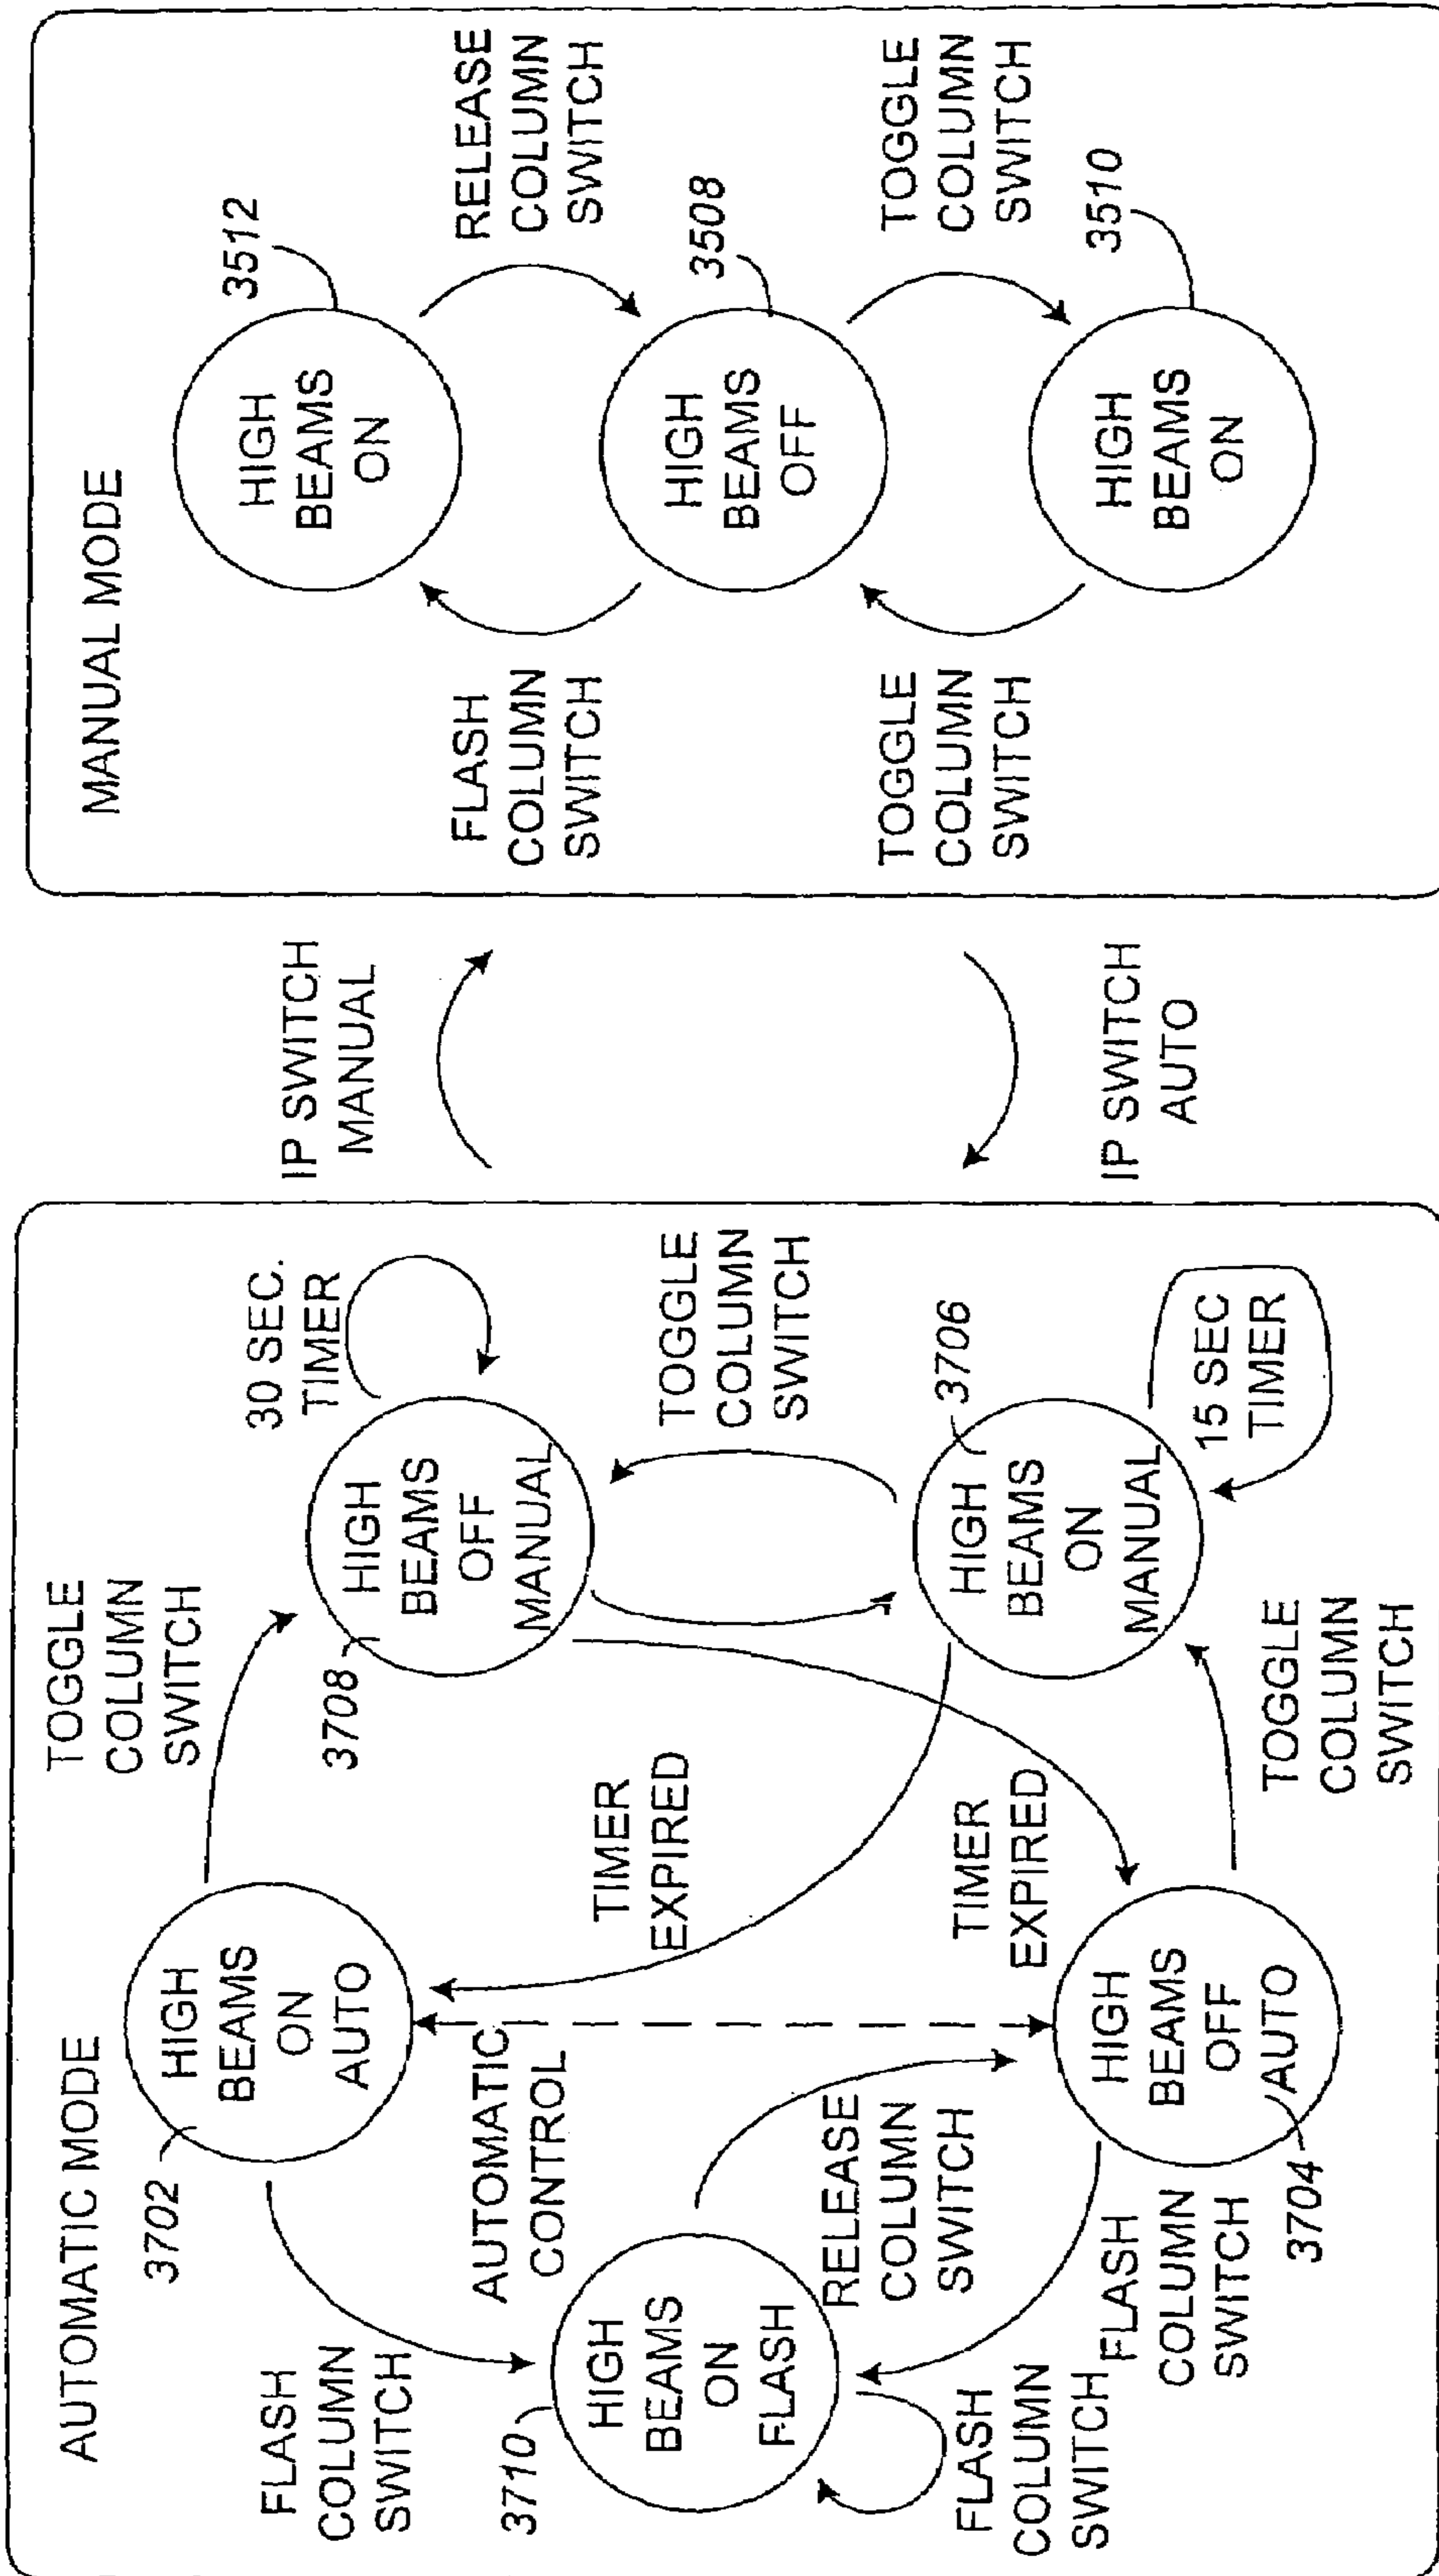 AUTOMATIC MODE
3702
HIGH
BEAMS
ON
AUTO
TOGGLE
COLUMN
SWITCH
30 SEC.
TIMER
3708
HIGH
BEAMS
OFF
MANUAL
FLASH
COLUMN
SWITCH
AUTOMATIC
CONTROL
TIMER
EXPIRED
TOGGLE
COLUMN
SWITCH
3710
HIGH
BEAMS
ON
FLASH
RELEASE
COLUMN
SWITCH
TIMER
EXPIRED
3706
HIGH
BEAMS
ON
MANUAL
15 SEC
TIMER
FLASH
COLUMN
SWITCH
FLASH
COLUMN
SWITCH
3704
HIGH
BEAMS
OFF
AUTO
TOGGLE
COLUMN
SWITCH
IP SWITCH
MANUAL
IP SWITCH
AUTO
MANUAL MODE
3512
HIGH
BEAMS
ON
FLASH
COLUMN
SWITCH
RELEASE
COLUMN
SWITCH
3508
HIGH
BEAMS
OFF
TOGGLE
COLUMN
SWITCH
TOGGLE
COLUMN
SWITCH
3510
HIGH
BEAMS
ON